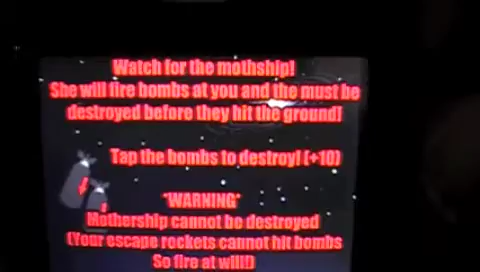 Watch for the mothship!
She will fire bombs at you and the must be
destroyed before they hit the ground!
Tap the bombs to destroy! (+10)
*WARNING*
Mothership cannot be destroyed
(Your escape rockets cannot hit bombs
So fire at will!)